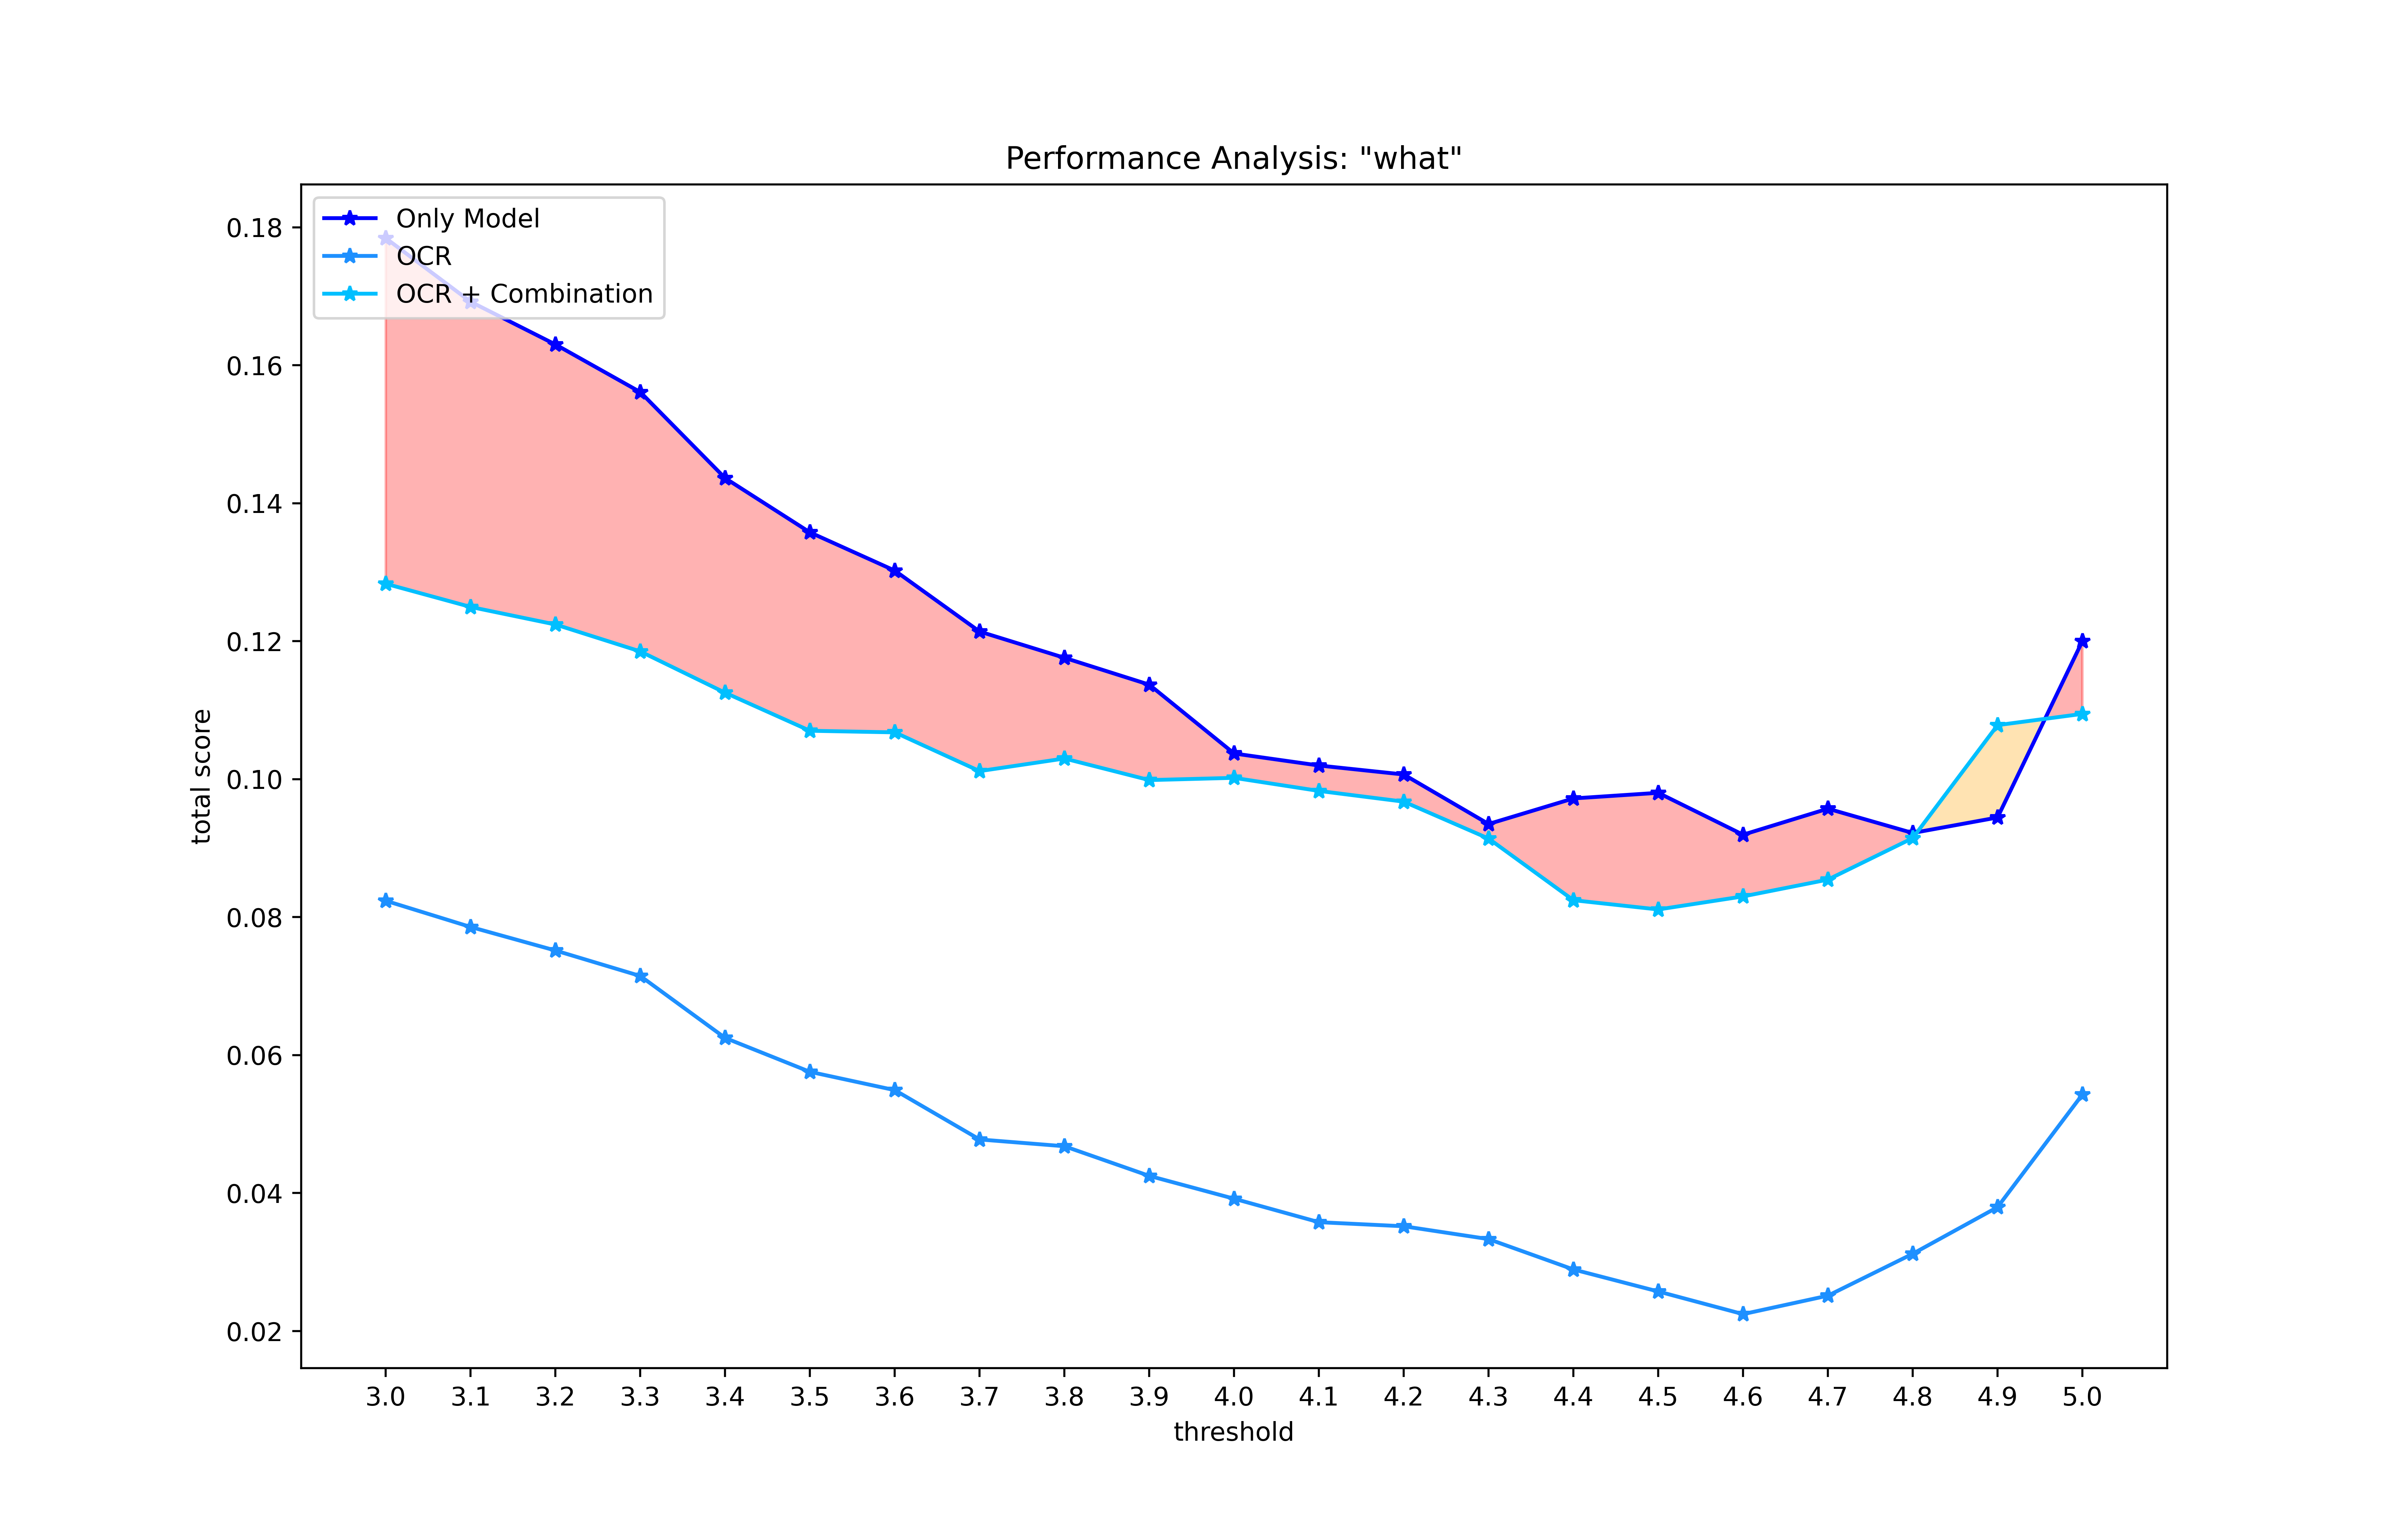 Performance Analysis: "what"
Only Model
OCR
OCR + Combination
0.18
0.16
0.14
0.12
0.10
0.08
0.06
0.04
0.02
total score
3.0 3.1 3.2 3.3 3.4 3.5 3.6 3.7 3.8 3.9 4.0 4.1 4.2 4.3 4.4 4.5 4.6 4.7 4.8 4.9 5.0
threshold